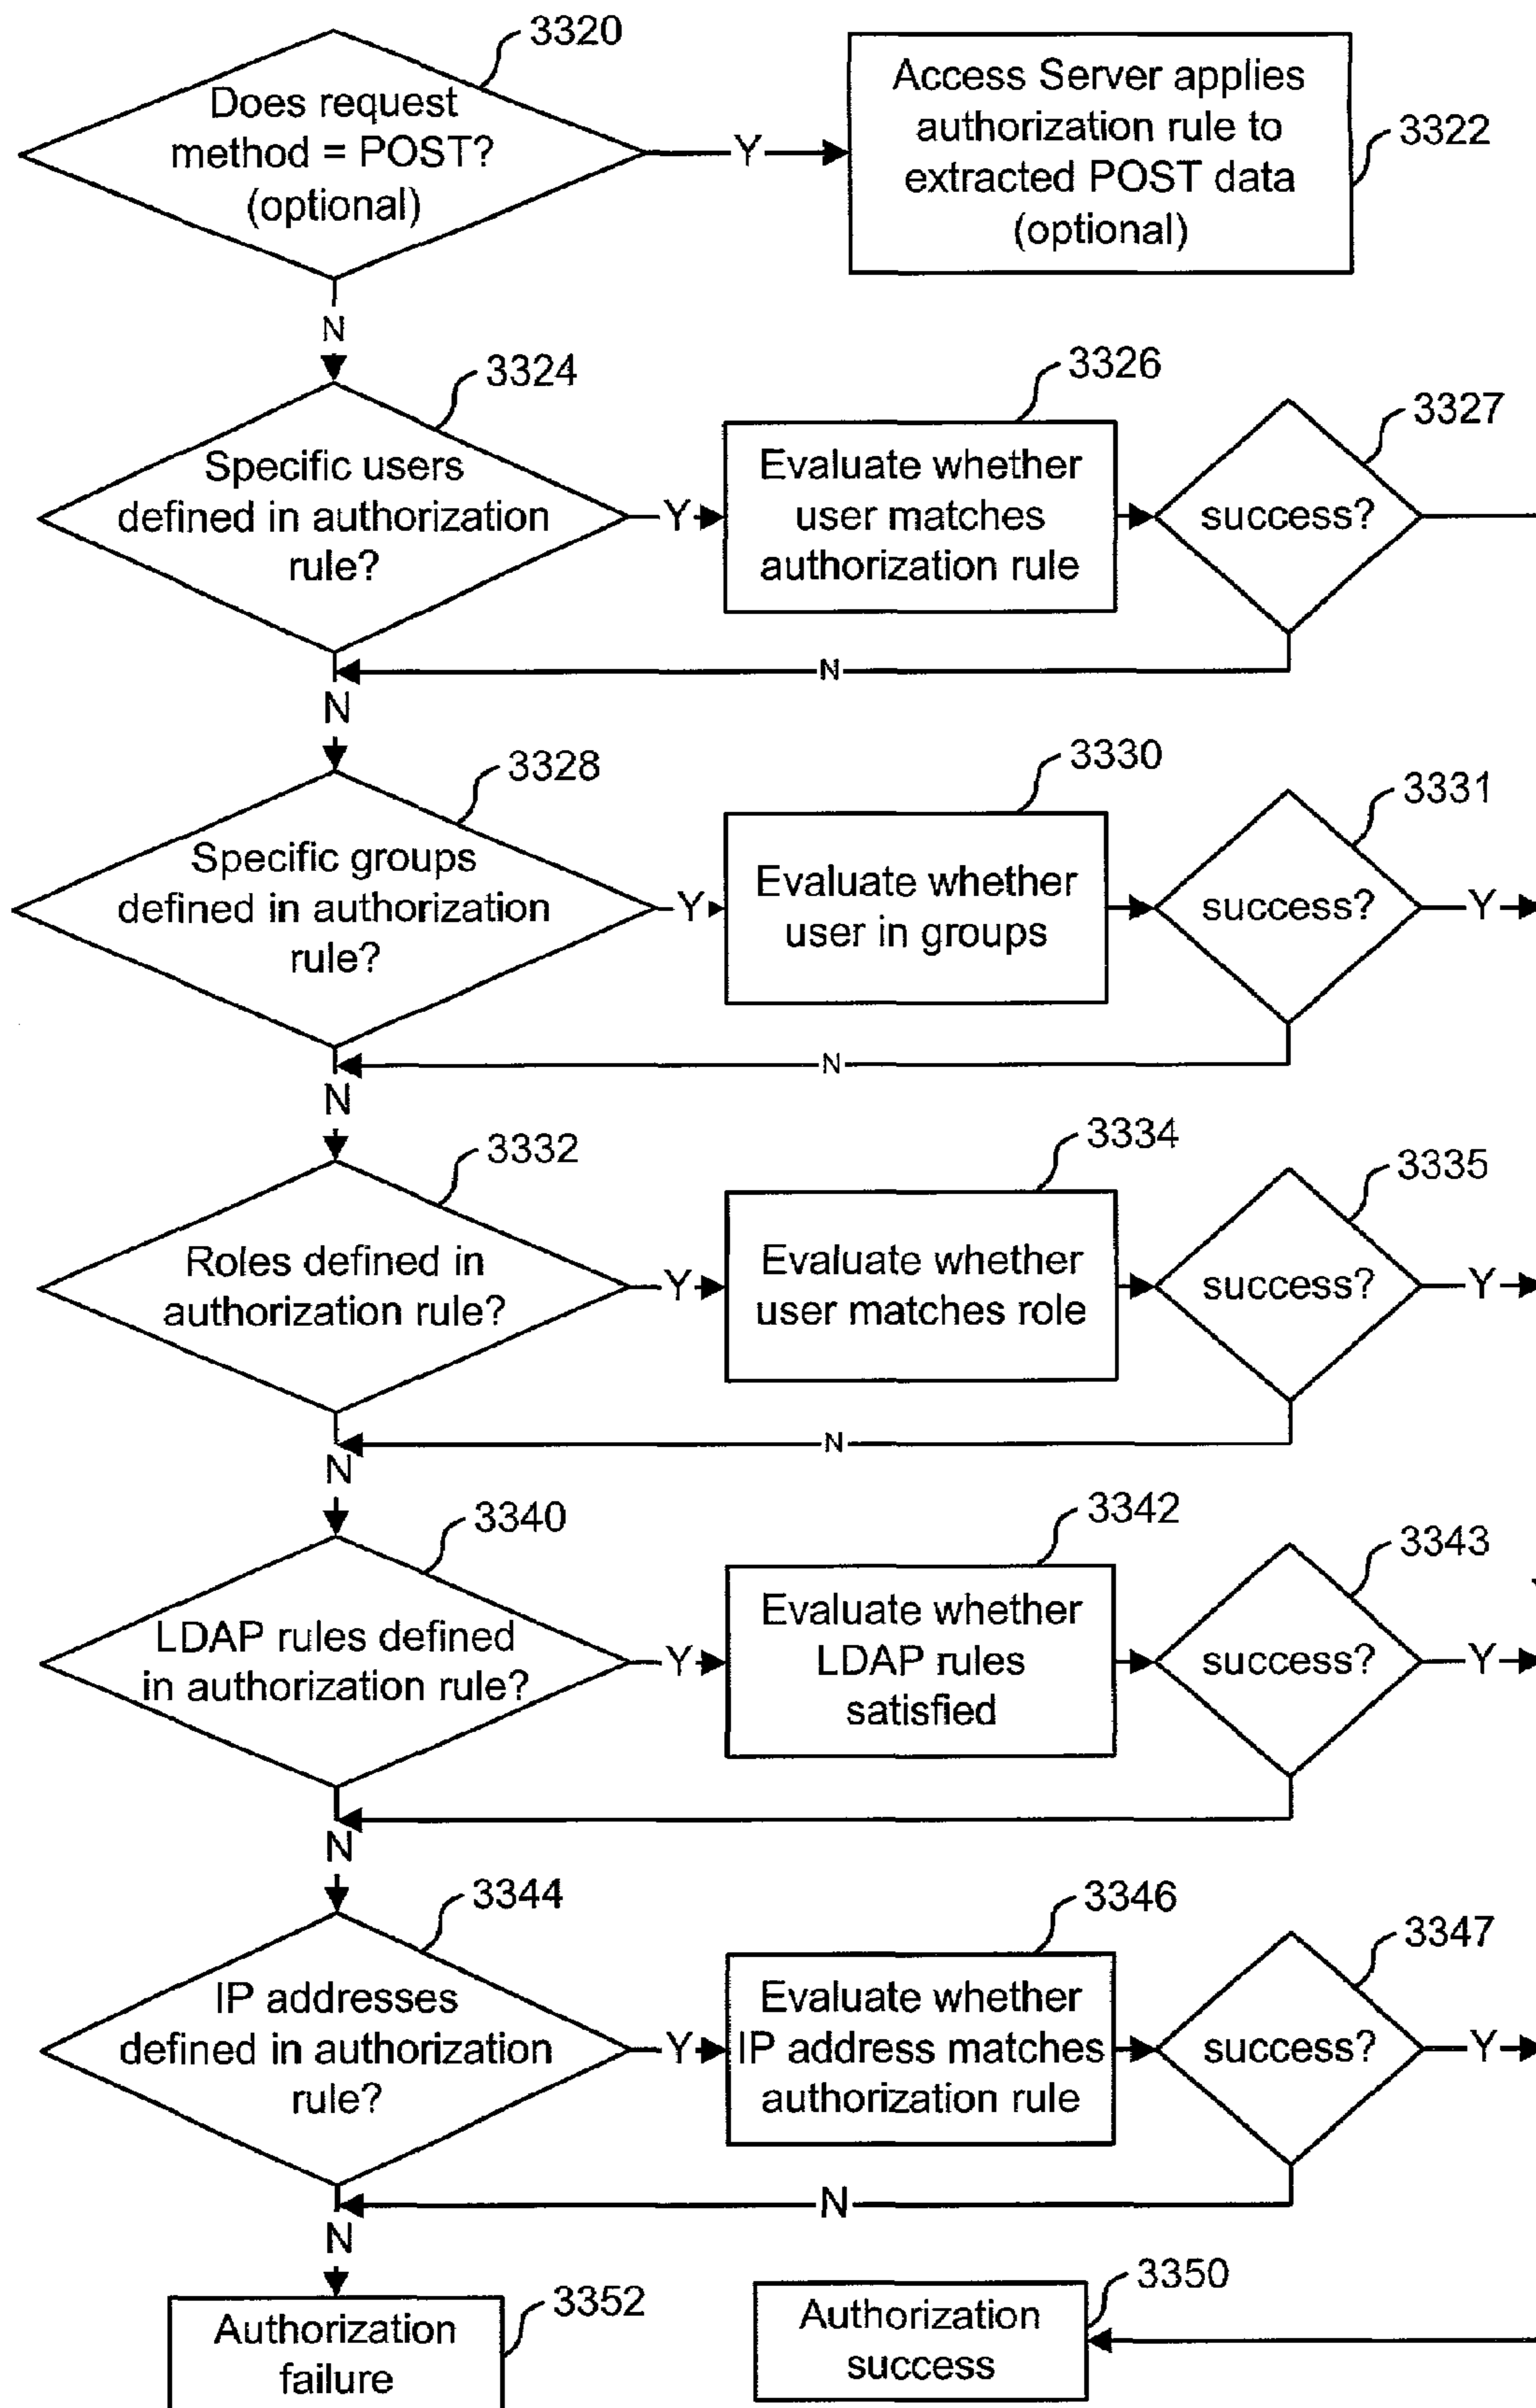 3320
Does request
method = POST?
(optional)
Y
Access Server applies
authorization rule to
extracted POST data
(optional)
3322
N
3324
Specific users
defined in authorization
rule?
Y
3326
Evaluate whether
user matches
authorization rule
3327
success?
N
N
3328
Specific groups
defined in authorization
rule?
Y
3330
Evaluate whether
user in groups
3331
success?
Y
N
N
3332
Roles defined in
authorization rule?
Y
3334
Evaluate whether
user matches role
3335
success?
Y
N
N
3340
LDAP rules defined
in authorization rule?
Y
3342
Evaluate whether
LDAP rules
satisfied
3343
success?
Y
N
3344
IP addresses
defined in authorization
rule?
Y
3346
Evaluate whether
IP address matches
authorization rule
3347
success?
Y
N
N
Authorization
failure
3352
Authorization
success
3350